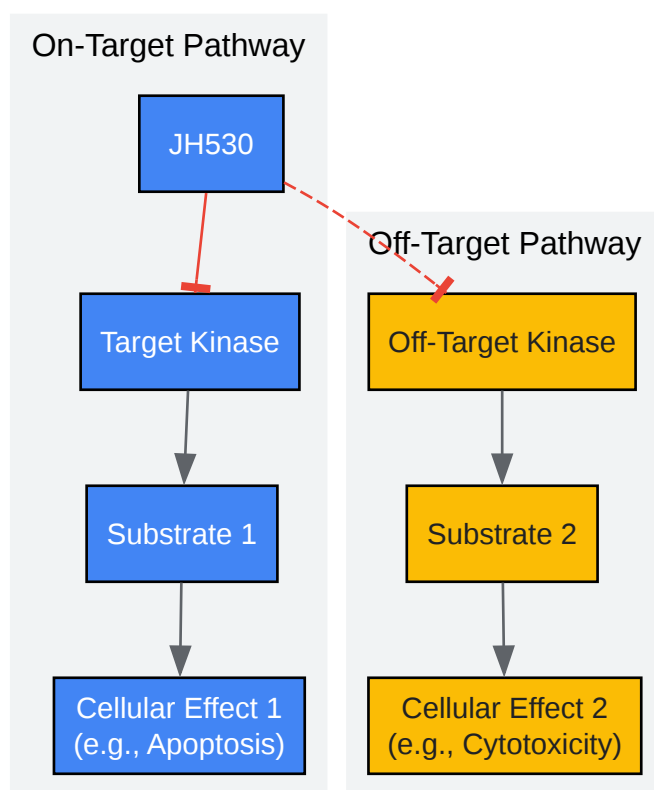 On-Target Pathway
JH530
Off-Target Pathway
Target Kinase
Off-Target Kinase
Substrate 1
Substrate 2
Cellular Effect 1
(e.g., Apoptosis)
Cellular Effect 2
(e.g., Cytotoxicity)